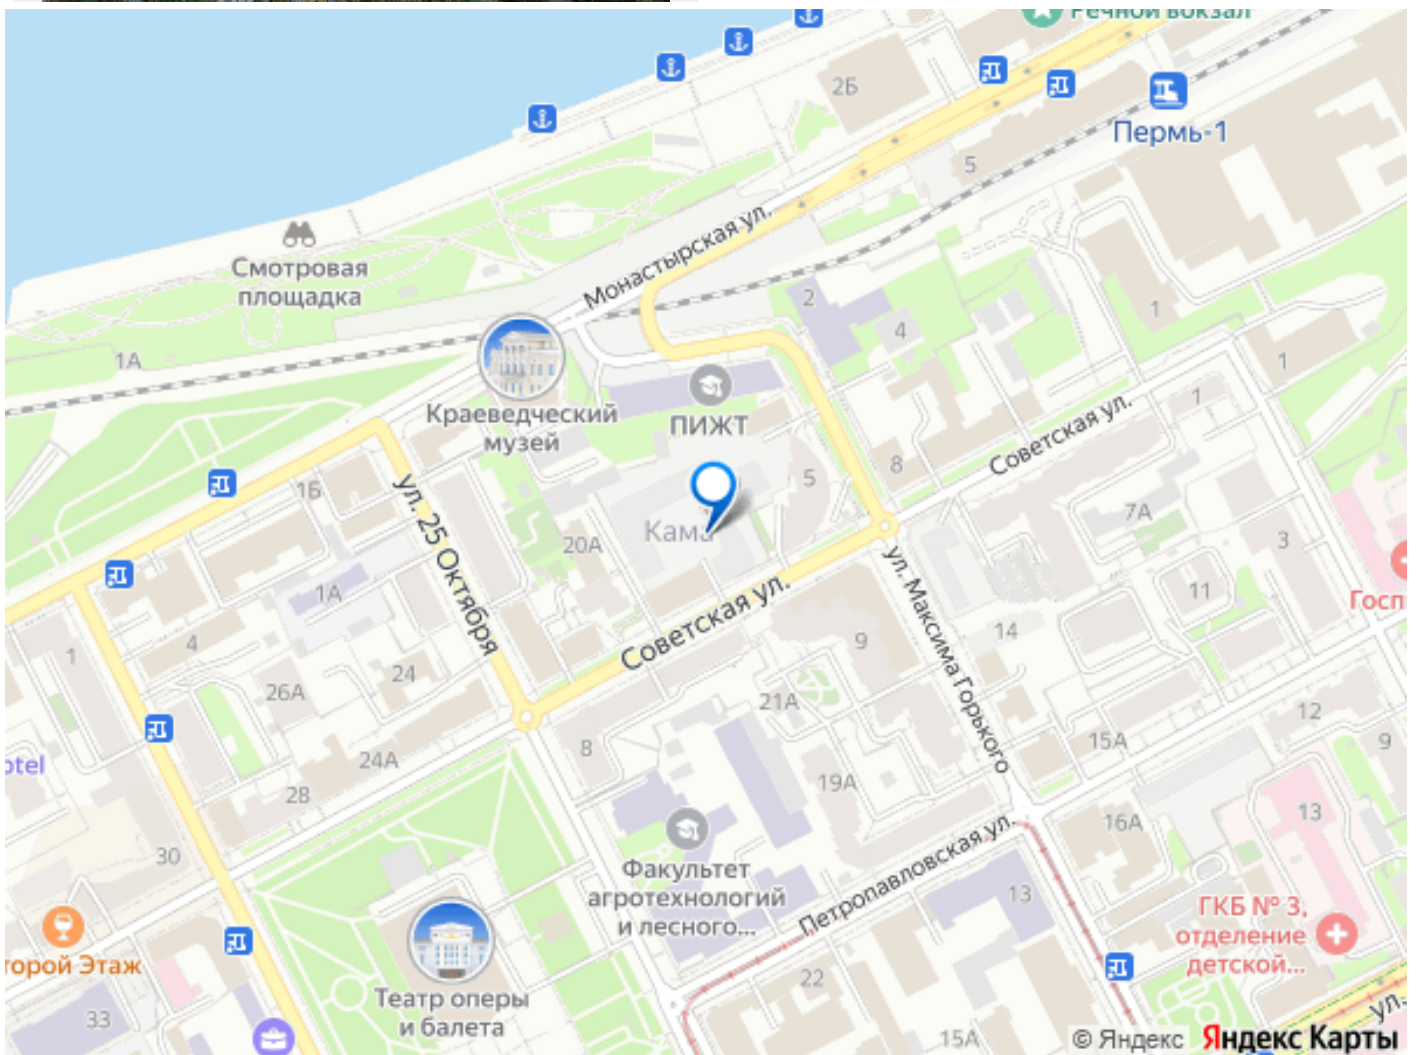 Речной вокзал
2Б
Пермь-1
5
Монастырская ул.
Смотровая
площадка
2
4
1
1А
1
Краеведческий
музей
ПИЖТ
1
Советская ул.
8
5
1Б
ул. 25 Октября
Кама
20А
7А
3
1А
11
Госп
ул. Максима Горького
Советская ул.
14
4
1
9
24
26А
21А
12
8
15А
9
otel
24А
19А
28
13
16А
30
Факультет
агротехнологий
и лесного...
Петропавловская ул.
13
ГКБ № 3,
отделение
детской...
торой Этаж
22
Театр оперы
и балета
33
15А
ул.
© Яндекс Яндекс Карты